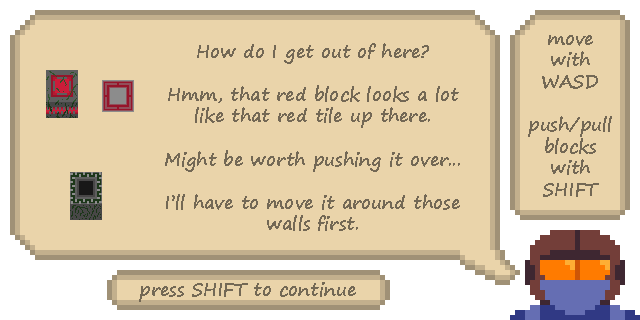 How do I get out of here?
Hmm, that red block looks a lot
like that red tile up there.
Might be worth pushing it over...
I'll have to move it around those
walls first.
move
with
WASD
push/pull
blocks
with
SHIFT
press SHIFT to continue